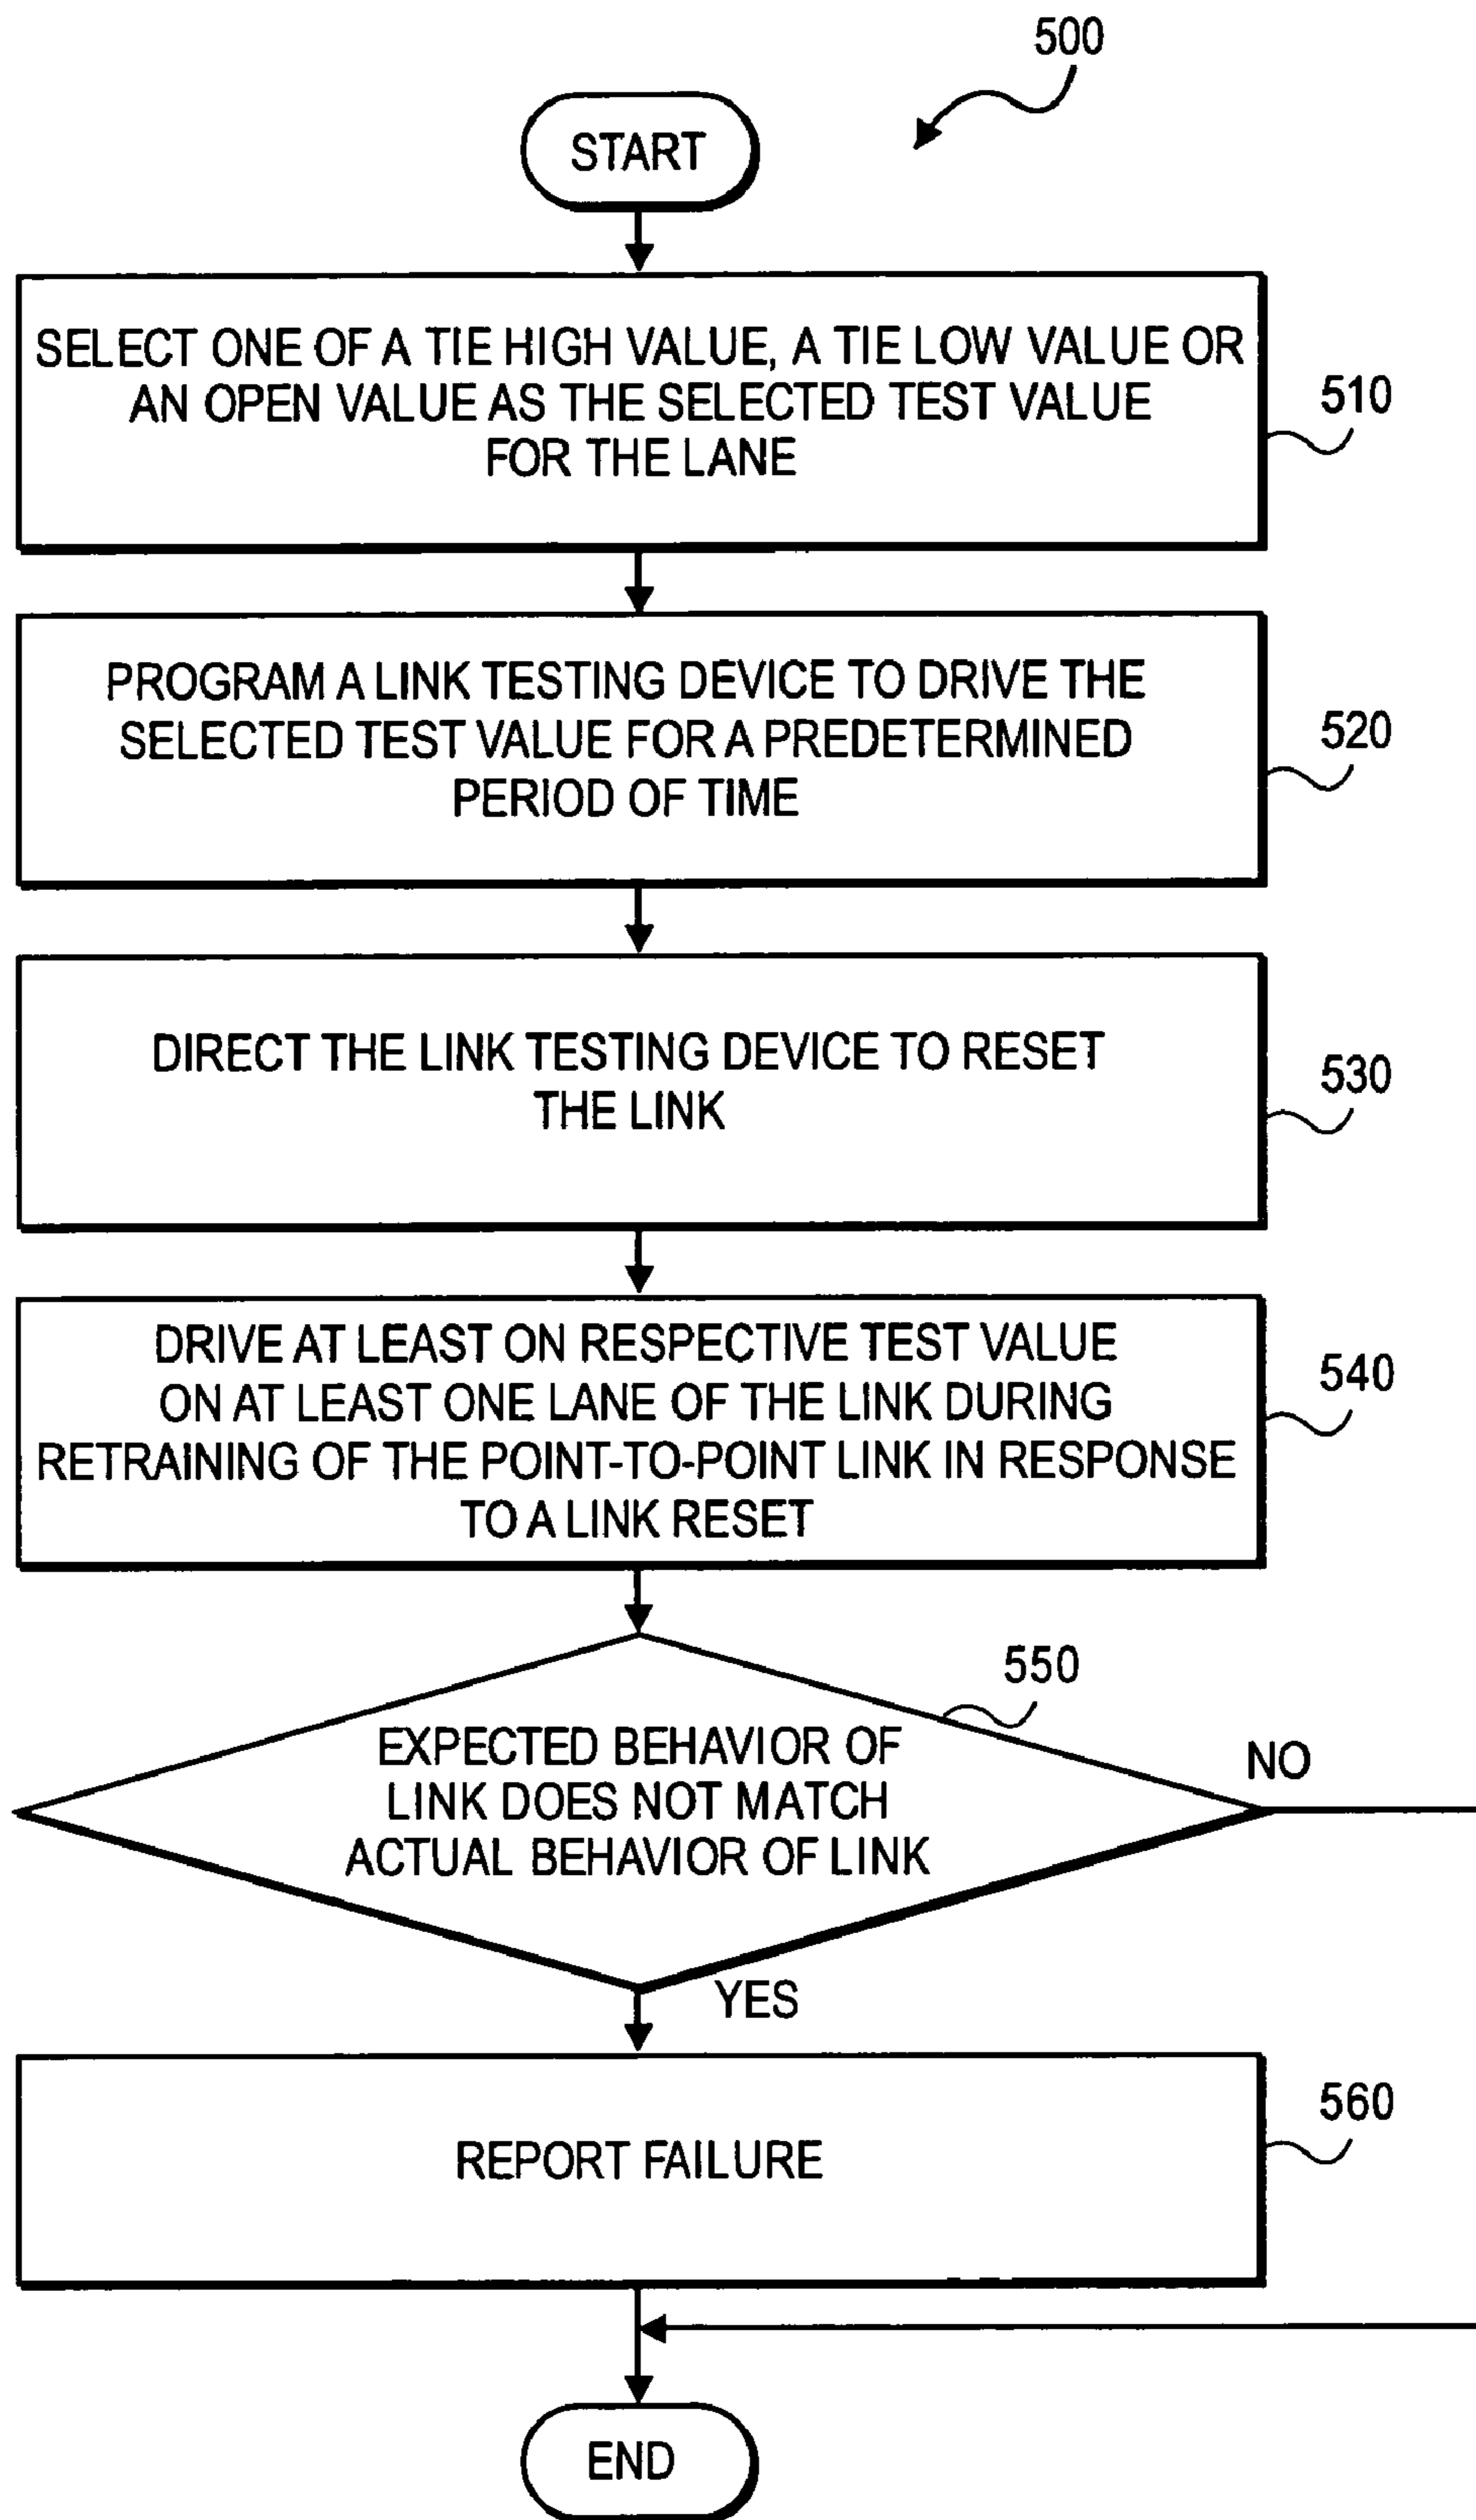 500
START
SELECT ONE OF A TIE HIGH VALUE, A TIE LOW VALUE OR
AN OPEN VALUE AS THE SELECTED TEST VALUE
FOR THE LANE
510
PROGRAM A LINK TESTING DEVICE TO DRIVE THE
SELECTED TEST VALUE FOR A PREDETERMINED
PERIOD OF TIME
520
DIRECT THE LINK TESTING DEVICE TO RESET
THE LINK
530
DRIVE AT LEAST ON RESPECTIVE TEST VALUE
ON AT LEAST ONE LANE OF THE LINK DURING
RETRAINING OF THE POINT-TO-POINT LINK IN RESPONSE
TO A LINK RESET
540
550
EXPECTED BEHAVIOR OF
LINK DOES NOT MATCH
ACTUAL BEHAVIOR OF LINK
NO
YES
REPORT FAILURE
560
END